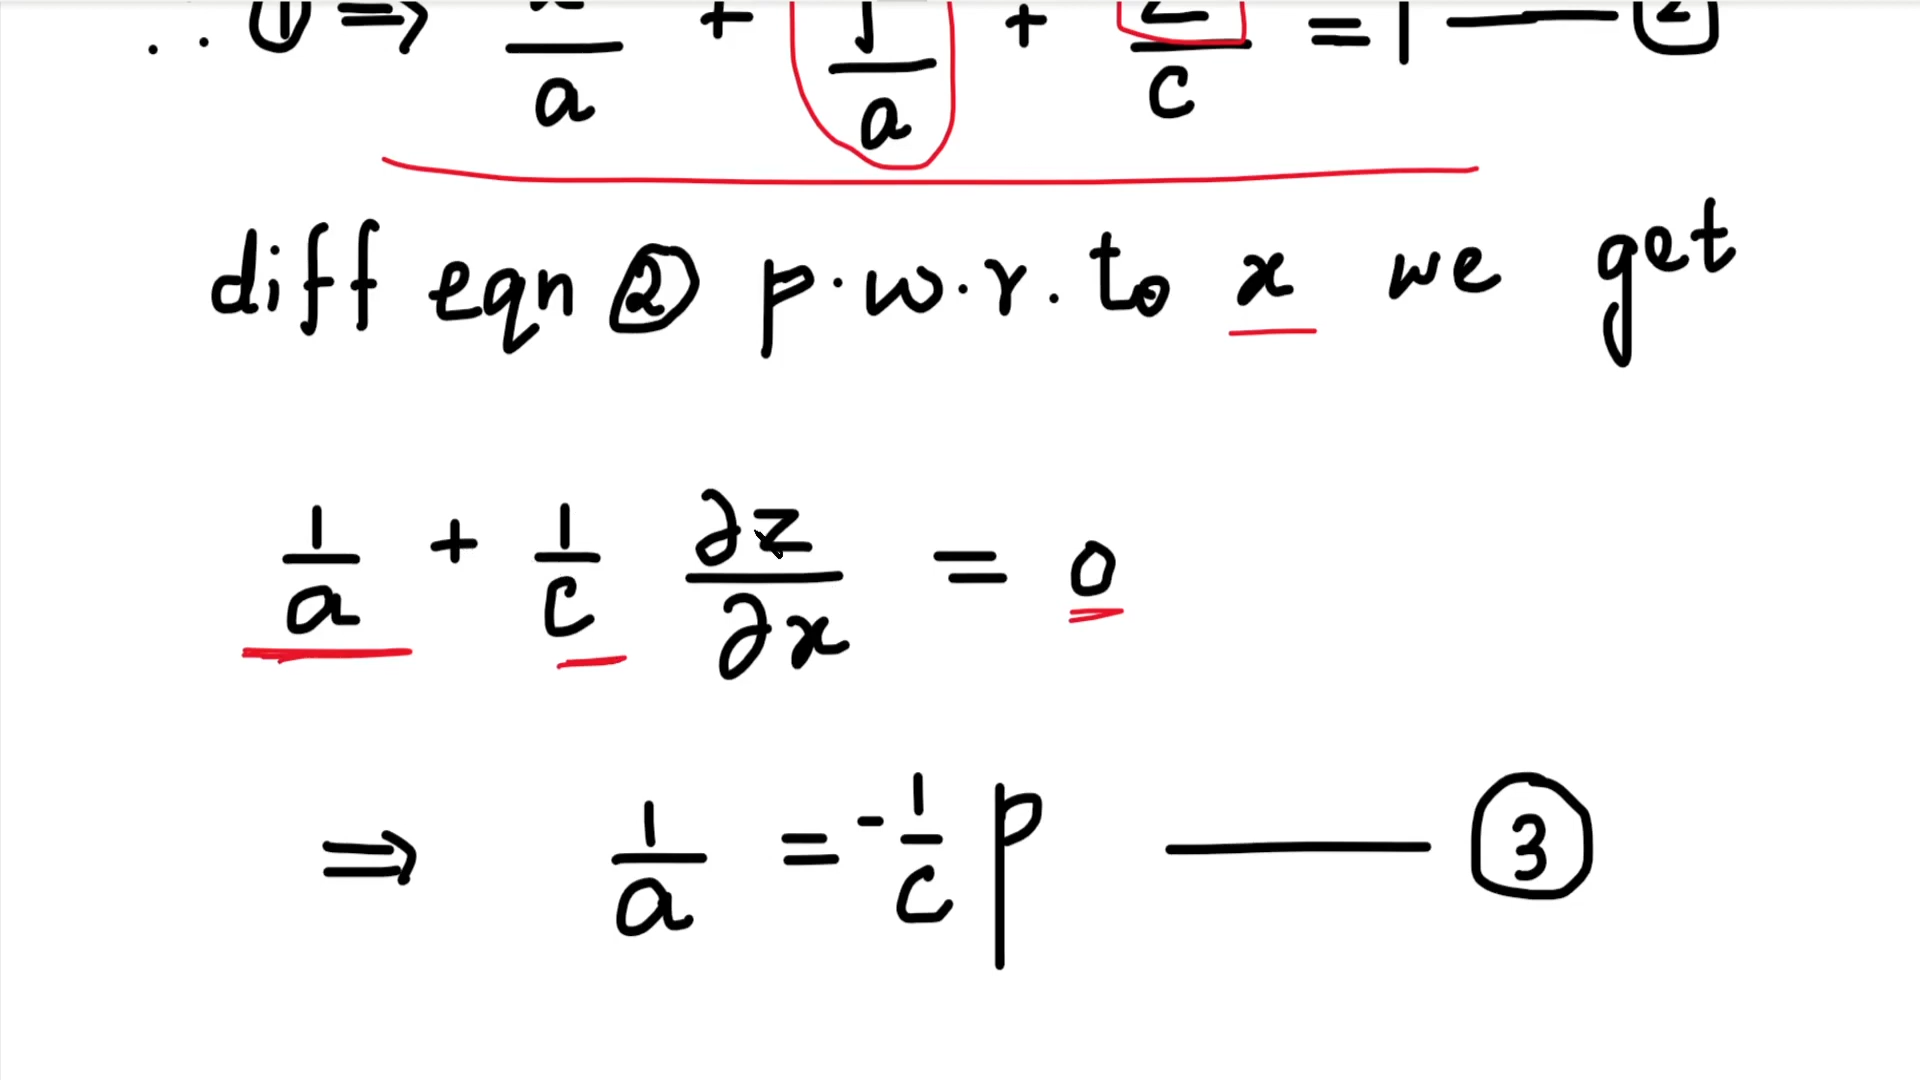 ∴ ① ⇒ x/a + y/a + z/c = 1 —— ②
diff eqn ② p.w.r.to x we get
1/a + 1/c ∂z/∂x = 0
⇒ 1/a = -1/c p —— ③